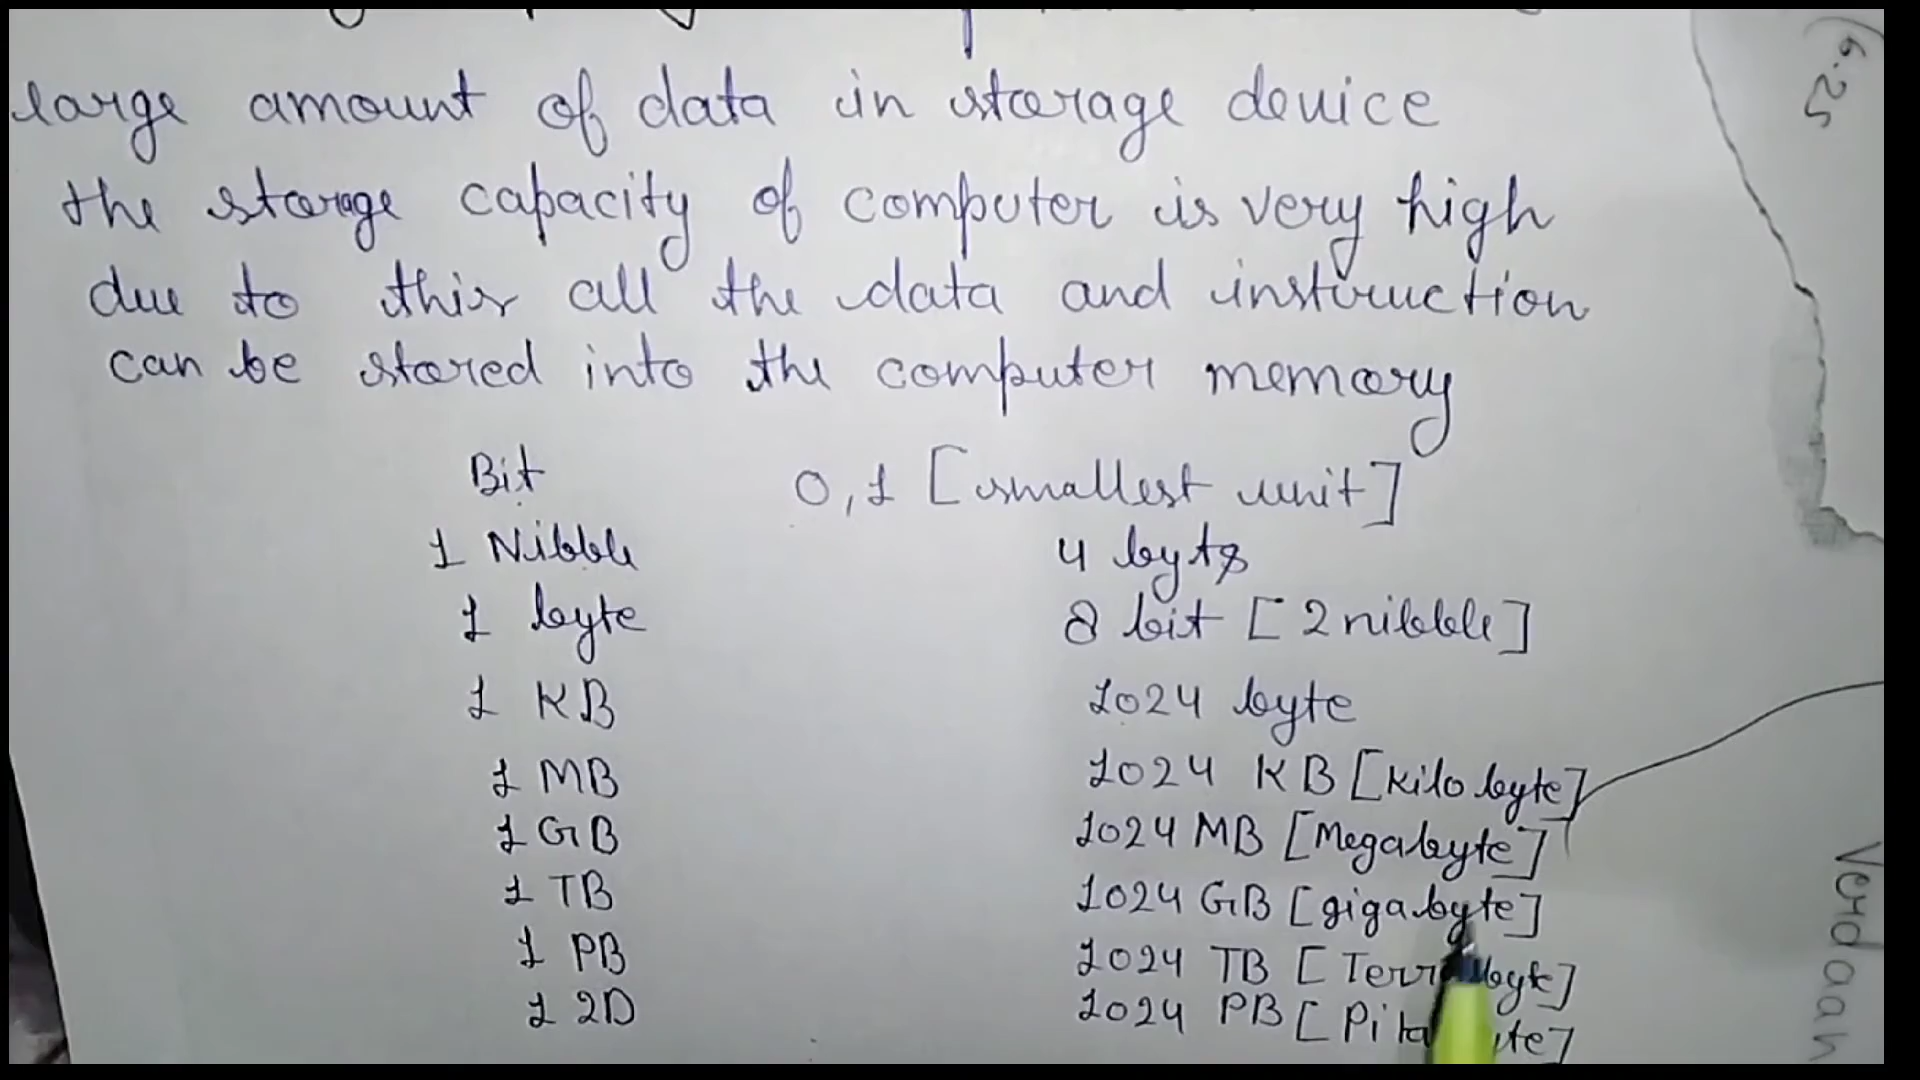 large amount of data in storage device
the storage capacity of computer is very high
due to this all the data and instruction
can be stored into the computer memory
Bit 0,1 [smallest unit]
1 Nibble 4 byts
1 byte 8 bit [2 nibble]
1 KB 1024 byte
1 MB 1024 KB [Kilo byte]
1 GB 1024 MB [Megabyte]
1 TB 1024 GB [gigabyte]
1 PB 1024 TB
1 2D 1024 PB
6.25